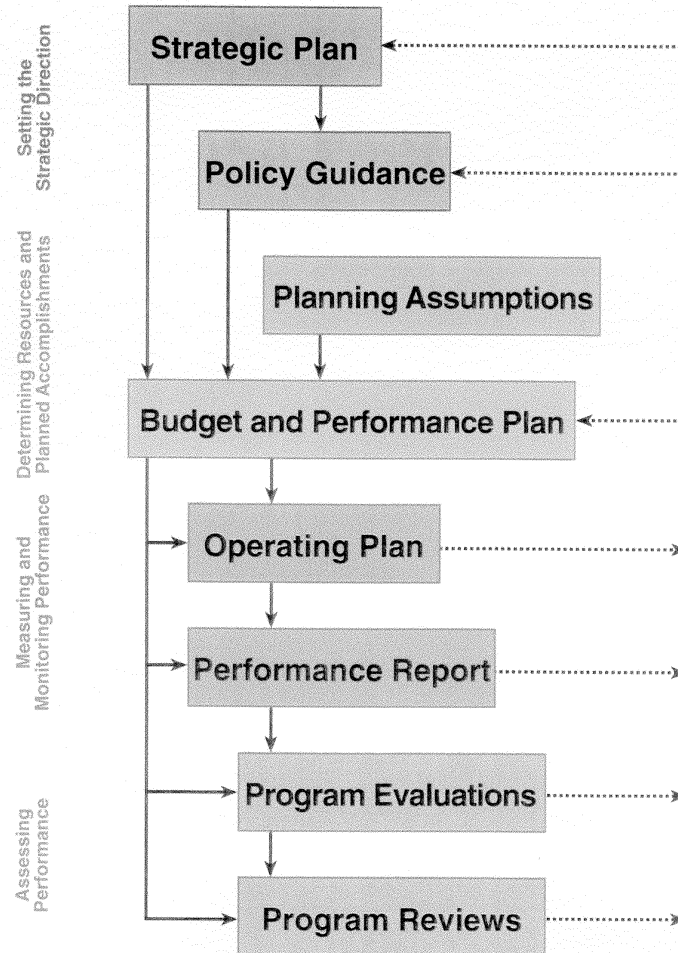 Setting the
Strategic Direction
Strategic Plan
Policy Guidance
Determining Resources and
Planned Accomplishments
Planning Assumptions
Budget and Performance Plan
Measuring and
Monitoring Performance
Operating Plan
Performance Report
Assessing
Performance
Program Evaluations
Program Reviews